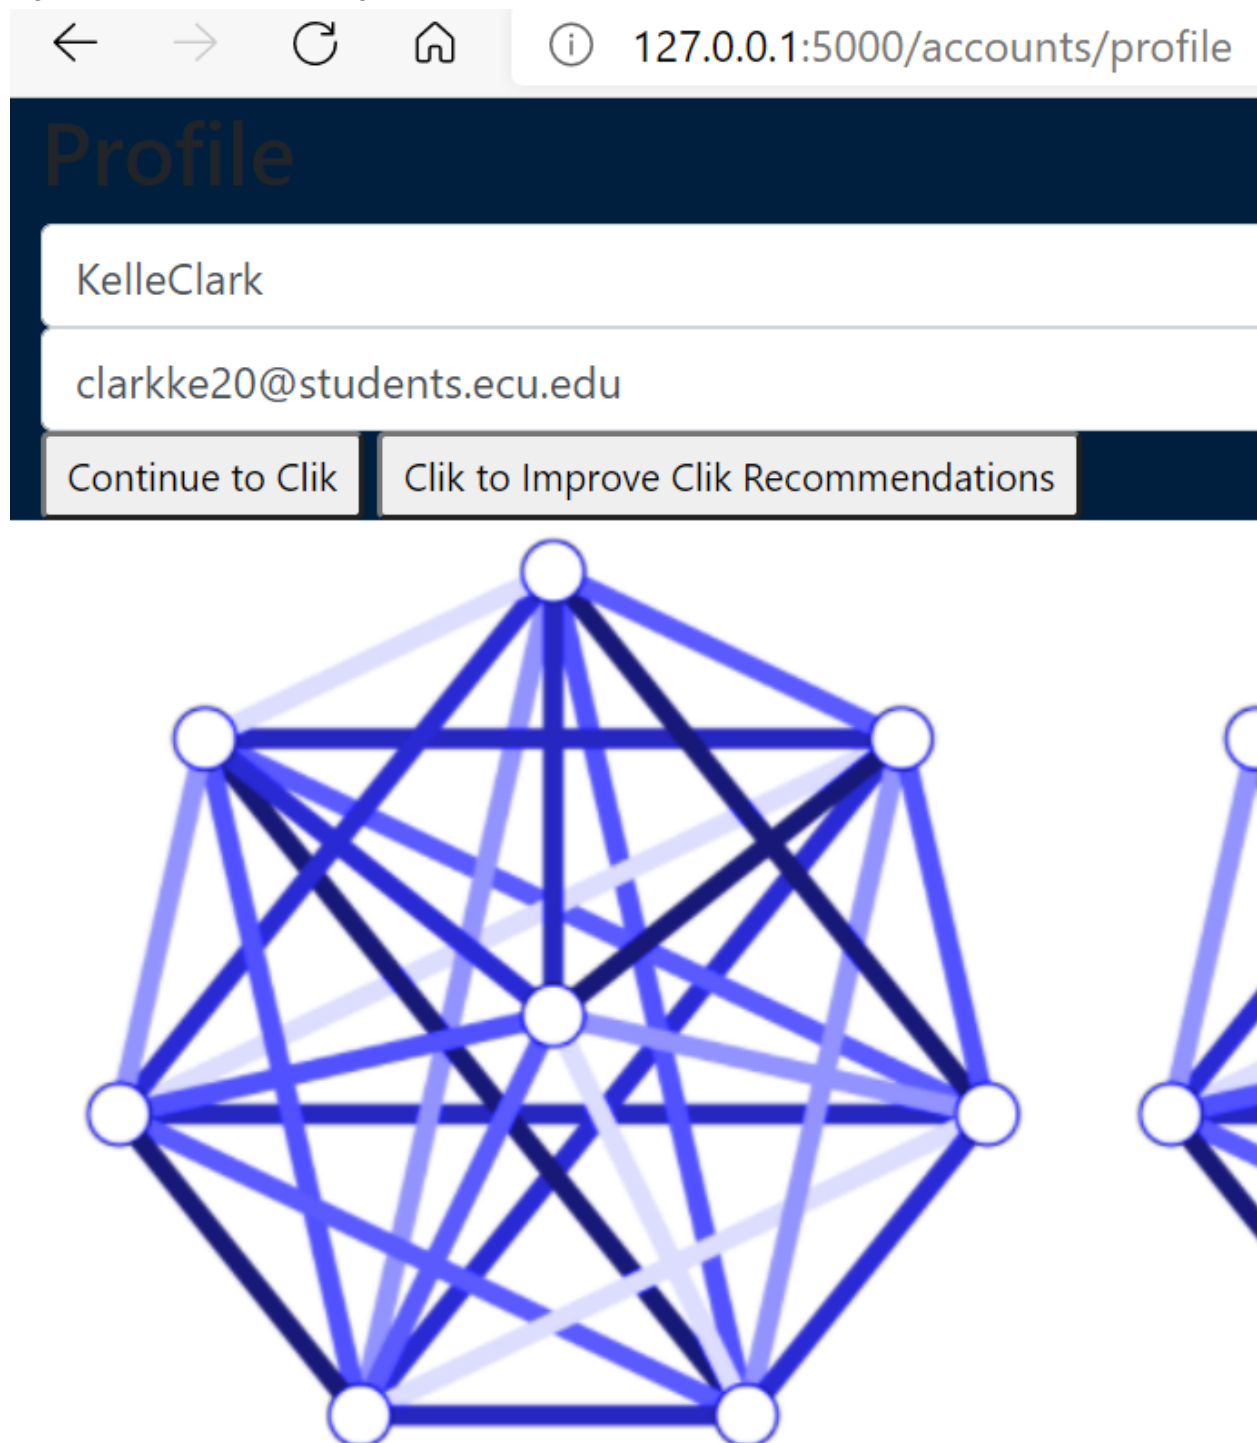 127.0.0.1:5000/accounts/profile
Profile
KelleClark
clarkke20@students.ecu.edu
Continue to Clik Clik to Improve Clik Recommendations